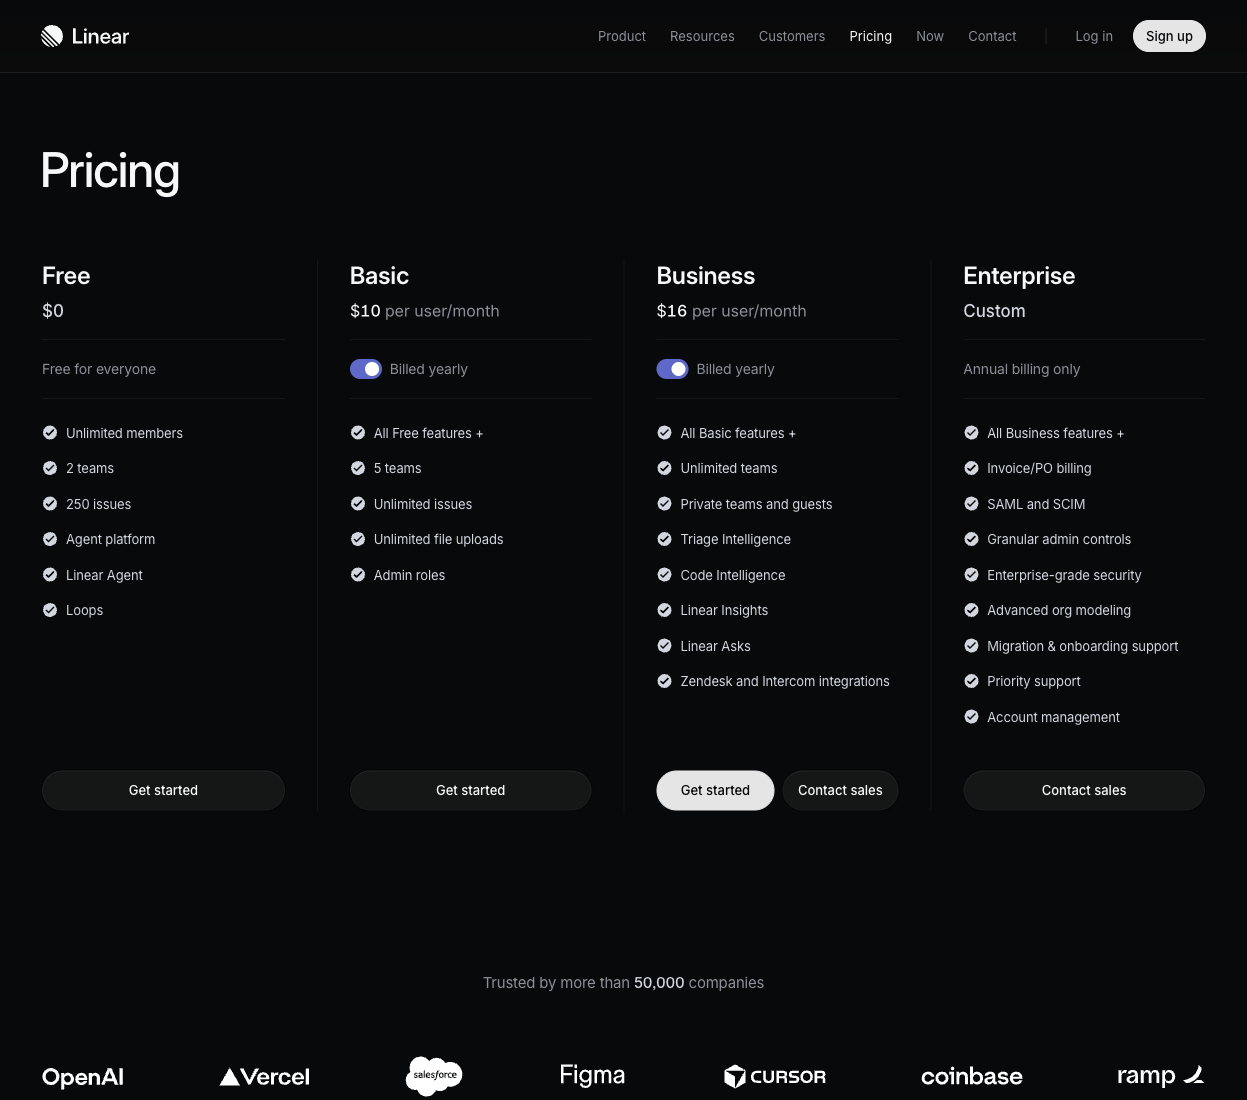 Linear
Product Resources Customers Pricing Now Contact Log in Sign up
Pricing
Free
$0
Free for everyone
Unlimited members
2 teams
250 issues
Agent platform
Linear Agent
Loops
Get started
Basic
$10 per user/month
Billed yearly
All Free features +
5 teams
Unlimited issues
Unlimited file uploads
Admin roles
Get started
Business
$16 per user/month
Billed yearly
All Basic features +
Unlimited teams
Private teams and guests
Triage Intelligence
Code Intelligence
Linear Insights
Linear Asks
Zendesk and Intercom integrations
Get started
Contact sales
Enterprise
Custom
Annual billing only
All Business features +
Invoice/PO billing
SAML and SCIM
Granular admin controls
Enterprise-grade security
Advanced org modeling
Migration & onboarding support
Priority support
Account management
Contact sales
Trusted by more than 50,000 companies
OpenAI Vercel salesforce Figma CURSOR coinbase ramp